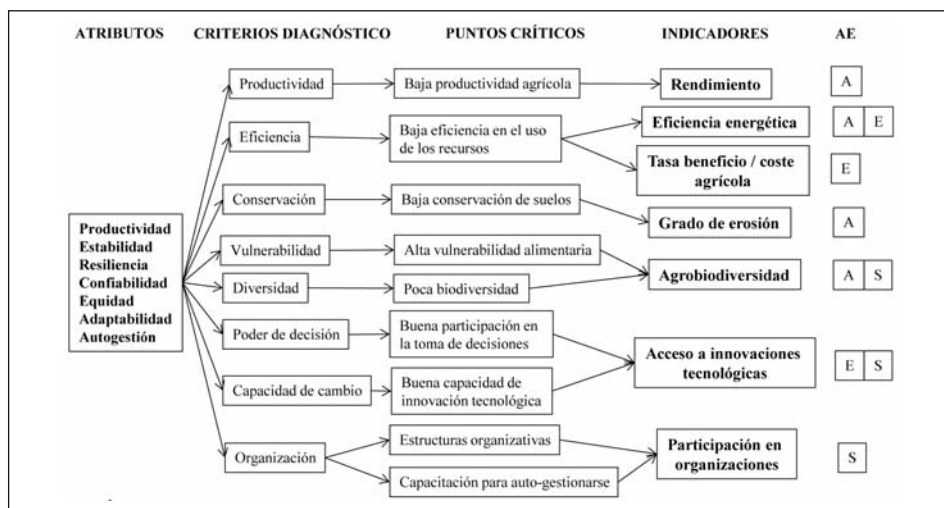 ATRIBUTOS CRITERIOS DIAGNÓSTICO PUNTOS CRÍTICOS INDICADORES AE
Productividad
Estabilidad
Resiliencia
Confiabilidad
Equidad
Adaptabilidad
Autogestión
Productividad
Eficiencia
Conservación
Vulnerabilidad
Diversidad
Poder de decisión
Capacidad de cambio
Organización
Baja productividad agrícola
Baja eficiencia en el uso
de los recursos
Baja conservación de suelos
Alta vulnerabilidad alimentaria
Poca biodiversidad
Buena participación en
la toma de decisiones
Buena capacidad de
innovación tecnológica
Estructuras organizativas
Capacitación para auto-gestionarse
Rendimiento
Eficiencia energética
Tasa beneficio / coste
agrícola
Grado de erosión
Agrobiodiversidad
Acceso a innovaciones
tecnológicas
Participación en
organizaciones
A
A E
E
A
A S
E S
S